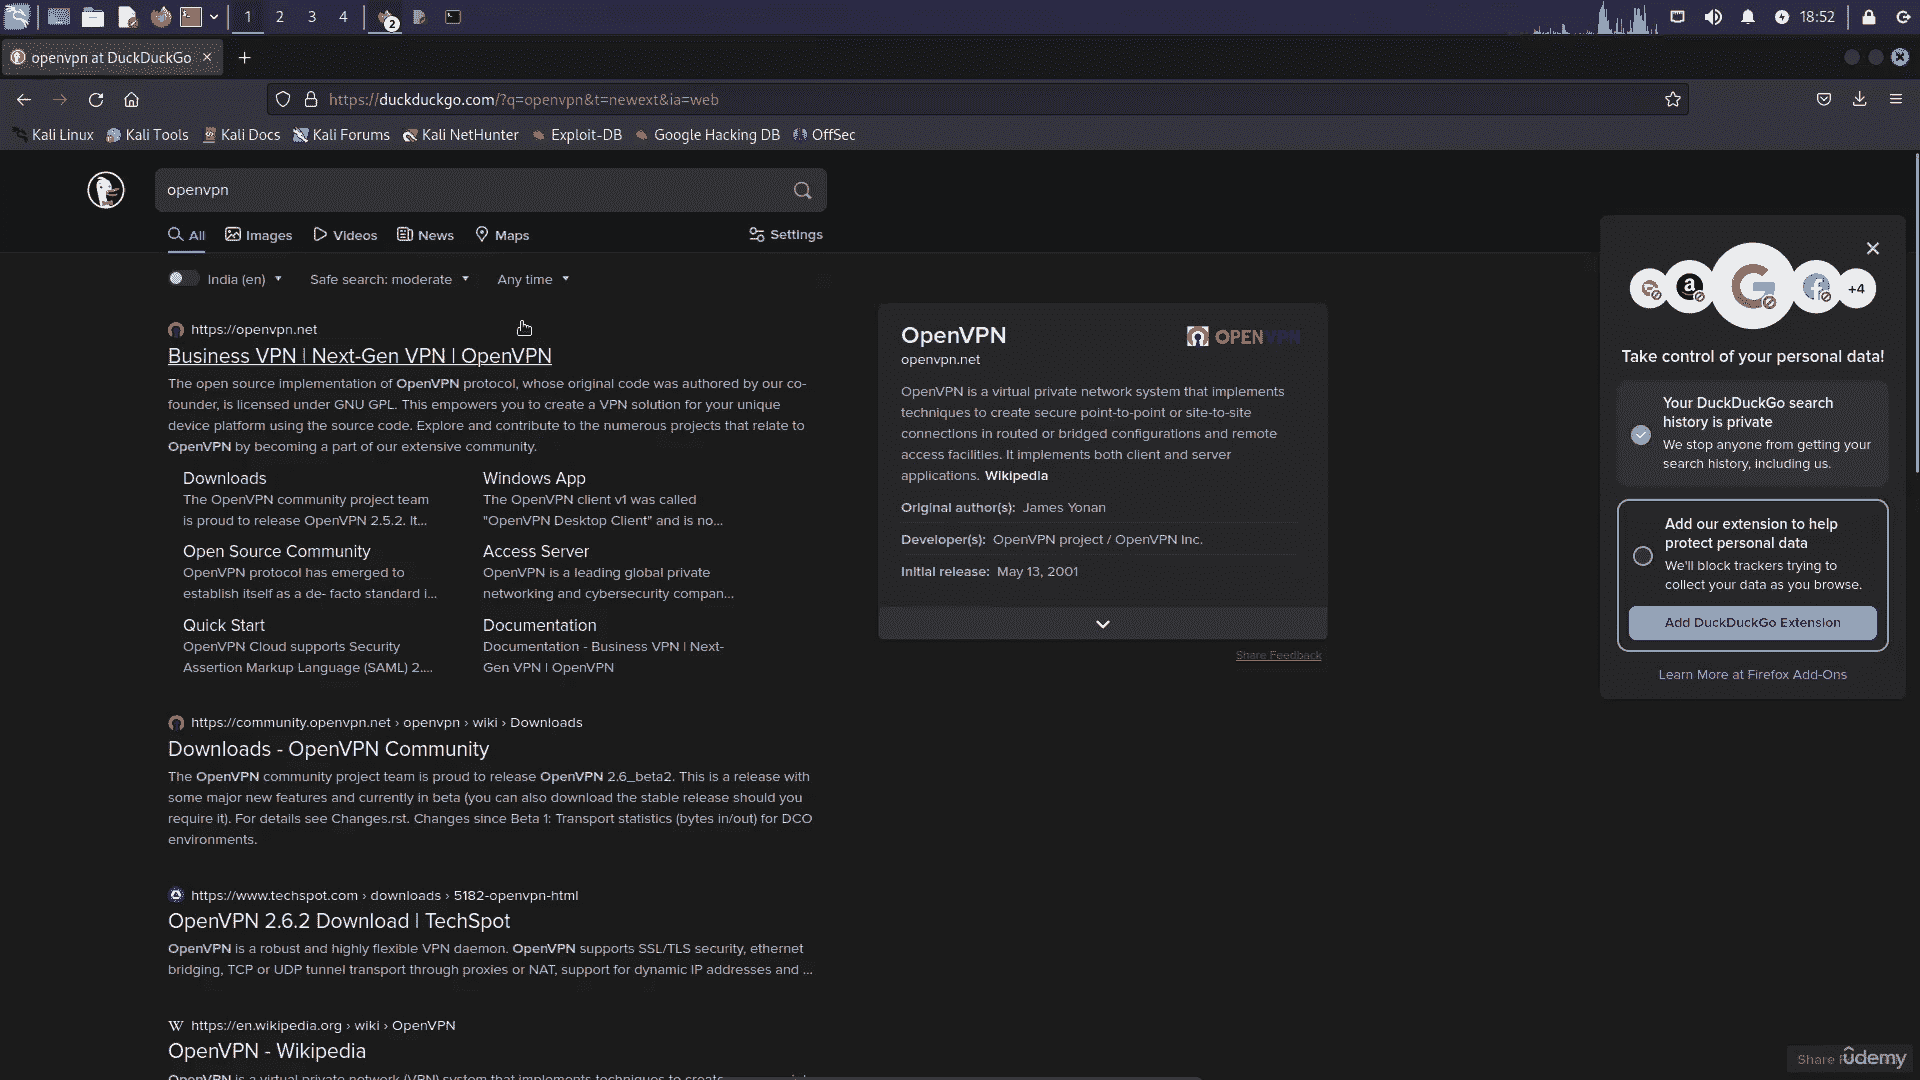 1 2 3 4 2 18:52
openvpn at DuckDuckGo
https://duckduckgo.com/?q=openvpn&t=newext&ia=web
Kali Linux Kali Tools Kali Docs Kali Forums Kali NetHunter Exploit-DB Google Hacking DB OffSec
openvpn
All Images Videos News Maps Settings
India (en) Safe search: moderate Any time
https://openvpn.net
Business VPN | Next-Gen VPN | OpenVPN
The open source implementation of OpenVPN protocol, whose original code was authored by our co-
founder, is licensed under GNU GPL. This empowers you to create a VPN solution for your unique
device platform using the source code. Explore and contribute to the numerous projects that relate to
OpenVPN by becoming a part of our extensive community.
Downloads
The OpenVPN community project team
is proud to release OpenVPN 2.5.2. It...
Windows App
The OpenVPN client v1 was called
"OpenVPN Desktop Client" and is no...
Open Source Community
OpenVPN protocol has emerged to
establish itself as a de- facto standard i...
Access Server
OpenVPN is a leading global private
networking and cybersecurity compan...
Quick Start
OpenVPN Cloud supports Security
Assertion Markup Language (SAML) 2....
Documentation
Documentation - Business VPN | Next-
Gen VPN | OpenVPN
https://community.openvpn.net › openvpn › wiki › Downloads
Downloads - OpenVPN Community
The OpenVPN community project team is proud to release OpenVPN 2.6_beta2. This is a release with
some major new features and currently in beta (you can also download the stable release should you
require it). For details see Changes.rst. Changes since Beta 1: Transport statistics (bytes in/out) for DCO
environments.
https://www.techspot.com › downloads › 5182-openvpn-html
OpenVPN 2.6.2 Download | TechSpot
OpenVPN is a robust and highly flexible VPN daemon. OpenVPN supports SSL/TLS security, ethernet
bridging, TCP or UDP tunnel transport through proxies or NAT, support for dynamic IP addresses and ...
W https://en.wikipedia.org › wiki › OpenVPN
OpenVPN - Wikipedia
OpenVPN is a virtual private network (VPN) system that implements techniques to create
OpenVPN
OPENVPN
openvpn.net
OpenVPN is a virtual private network system that implements
techniques to create secure point-to-point or site-to-site
connections in routed or bridged configurations and remote
access facilities. It implements both client and server
applications. Wikipedia
Original author(s): James Yonan
Developer(s): OpenVPN project / OpenVPN Inc.
Initial release: May 13, 2001
Share Feedback
a G f +4
Take control of your personal data!
Your DuckDuckGo search
history is private
We stop anyone from getting your
search history, including us.
Add our extension to help
protect personal data
We'll block trackers trying to
collect your data as you browse.
Add DuckDuckGo Extension
Learn More at Firefox Add-Ons
Share
ûdemy